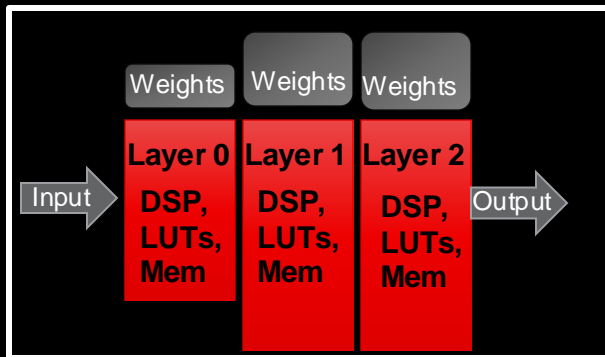 Weights
Weights
Weights
Layer 0
Layer 1
Layer 2
Input
DSP,
LUTs,
Mem
DSP,
LUTs,
Mem
DSP,
LUTs,
Mem
Output